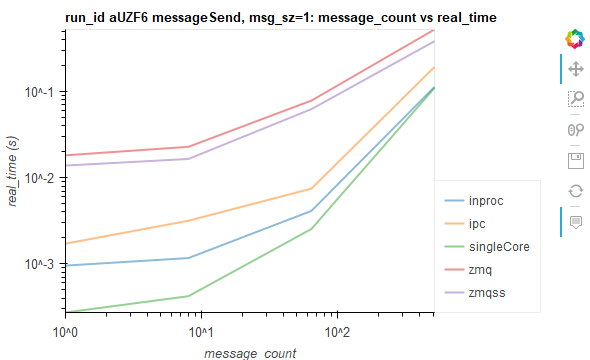 run_id aUZF6 messageSend, msg_sz=1: message_count vs real_time
real_time (s)
10^-1
10^-2
10^-3
10^0
10^1
10^2
message_count
inproc
ipc
singleCore
zmq
zmqss